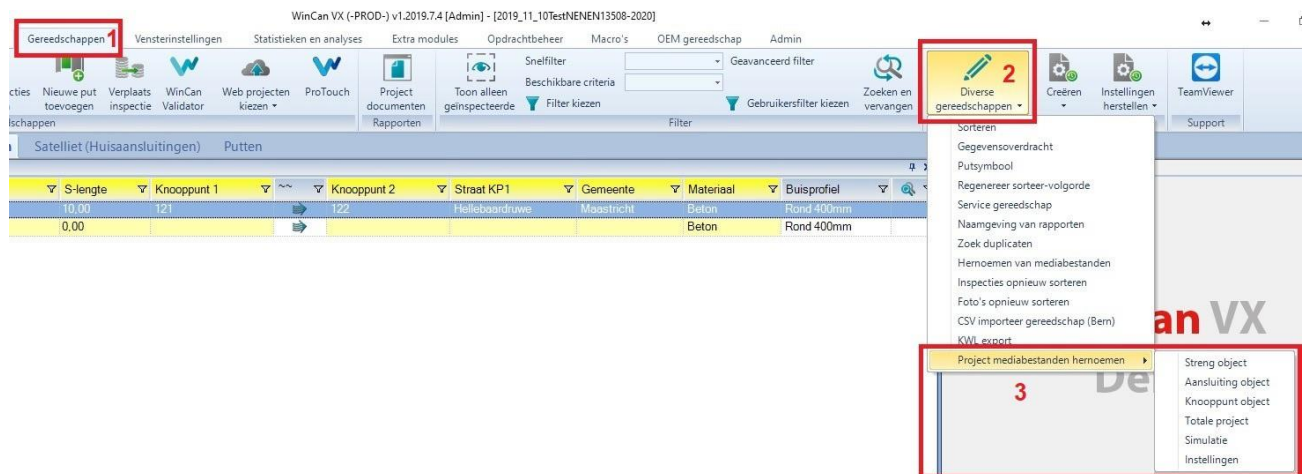 WinCan VX (-PROD-) v1.2019.7.4 [Admin] - [2019_11_10TestNENEN13508-2020]
Gereedschappen 1 Vensterinstellingen Statistieken en analyses Extra modules Opdrachtbeheer Macro's OEM gereedschap Admin
Nieuwe put toevoegen
Verplaats inspectie
WinCan Validator
Web projecten kiezen
ProTouch
Project documenten
Toon alleen geïnspecteerde
Snelfilter
Beschikbare criteria
Filter kiezen
Geavanceerd filter
Gebruikersfilter kiezen
Zoeken en vervangen
Diverse gereedschappen
2
Creëren
Instellingen herstellen
TeamViewer
Rapporten Filter Support
Satelliet (Huisaansluitingen) Putten
S-lengte Knooppunt 1 ~~ Knooppunt 2 Straat KP1 Gemeente Materiaal Buisprofiel
10,00 121 122 Hellebaardruwe Maastricht Beton Rond 400mm
0,00 Beton Rond 400mm
Sorteren
Gegevensoverdracht
Putsymbool
Regenereer sorteer-volgorde
Service gereedschap
Naamgeving van rapporten
Zoek duplicaten
Hernoemen van mediabestanden
Inspecties opnieuw sorteren
Foto's opnieuw sorteren
CSV importeer gereedschap (Bern)
KWL export
Project mediabestanden hernoemen
3
Streng object
Aansluiting object
Knooppunt object
Totale project
Simulatie
Instellingen
VX